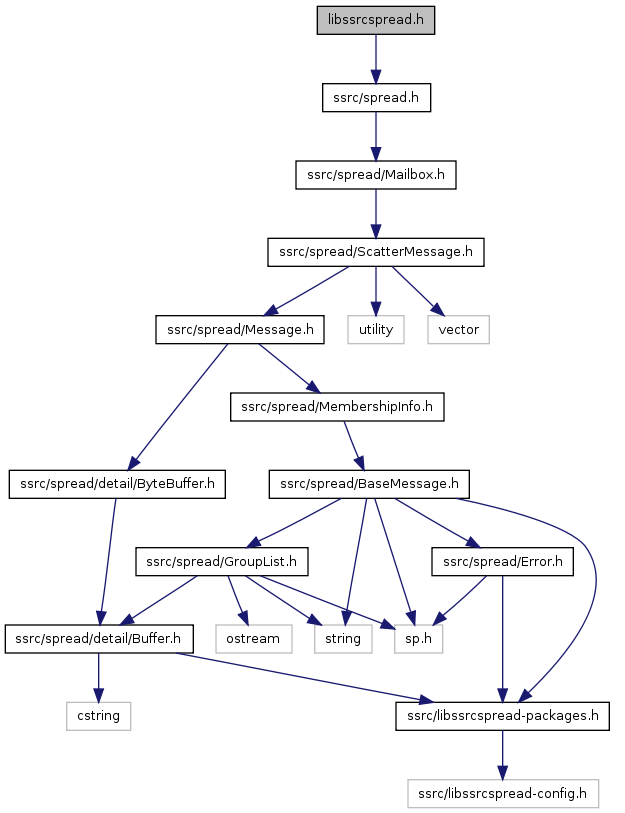 libssrcspread.h
ssrc/spread.h
ssrc/spread/Mailbox.h
ssrc/spread/ScatterMessage.h
ssrc/spread/Message.h
utility
vector
ssrc/spread/MembershipInfo.h
ssrc/spread/detail/ByteBuffer.h
ssrc/spread/BaseMessage.h
ssrc/spread/GroupList.h
ssrc/spread/Error.h
ssrc/spread/detail/Buffer.h
ostream
string
sp.h
cstring
ssrc/libssrcspread-packages.h
ssrc/libssrcspread-config.h